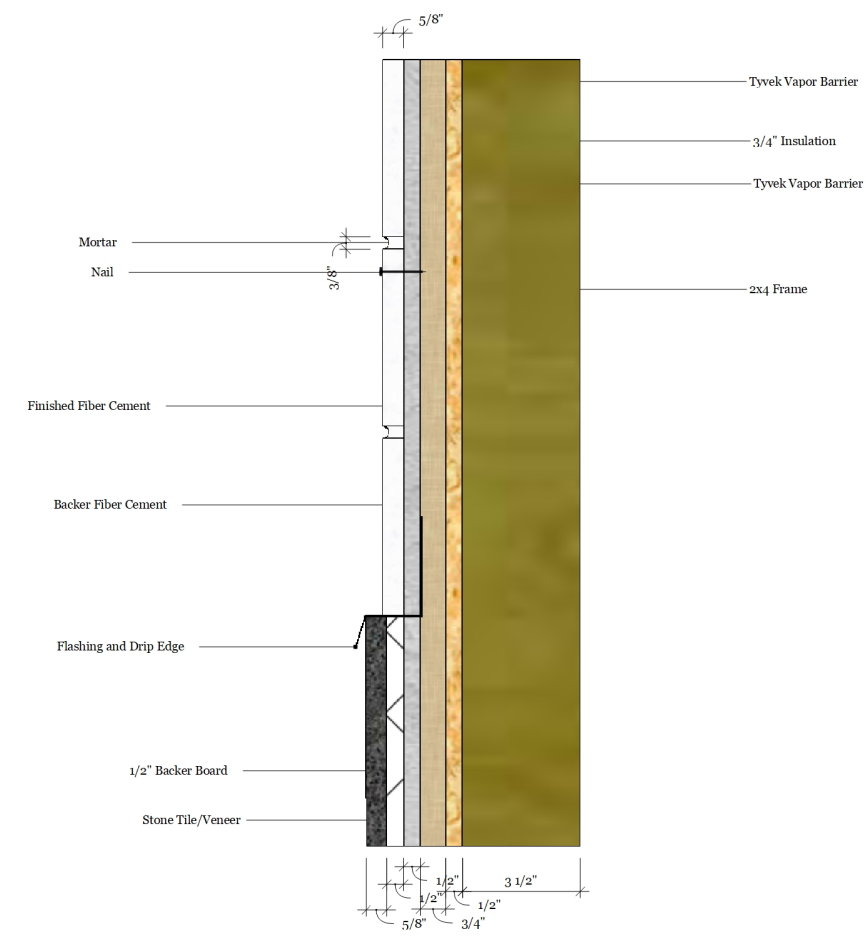 5/8"
Tyvek Vapor Barrier
3/4" Insulation
Tyvek Vapor Barrier
Mortar
Nail
3/8"
2x4 Frame
Finished Fiber Cement
Backer Fiber Cement
Flashing and Drip Edge
1/2" Backer Board
Stone Tile/Veneer
1/2"
3 1/2"
1/2"
1/2"
5/8"
3/4"